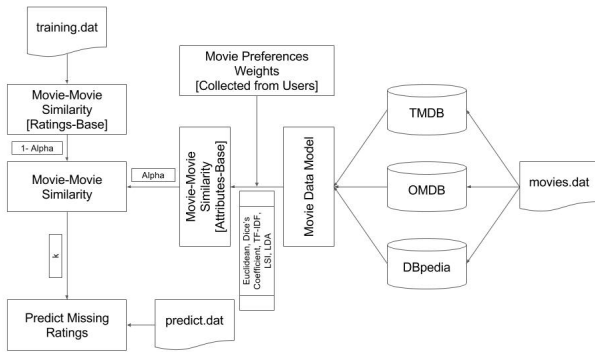 training.dat
Movie-Movie
Similarity
[Ratings-Base]
1- Alpha
Movie-Movie
Similarity
k
Predict Missing
Ratings
predict.dat
Movie Preferences
Weights
[Collected from Users]
Alpha
Movie-Movie
Similarity
[Attributes-Base]
Euclidean, Dice's
Coefficient, TF-IDF,
LSI, LDA
Movie Data Model
TMDB
OMDB
DBpedia
movies.dat